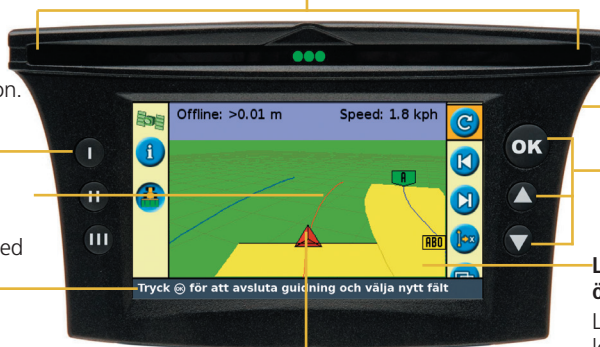 on.
Offline: >0.01 m
Speed: 1.8 kph
i
A
ABO
I
II
III
OK
ed
Tryck OK för att avsluta guidning och välja nytt fält
L
ö
L